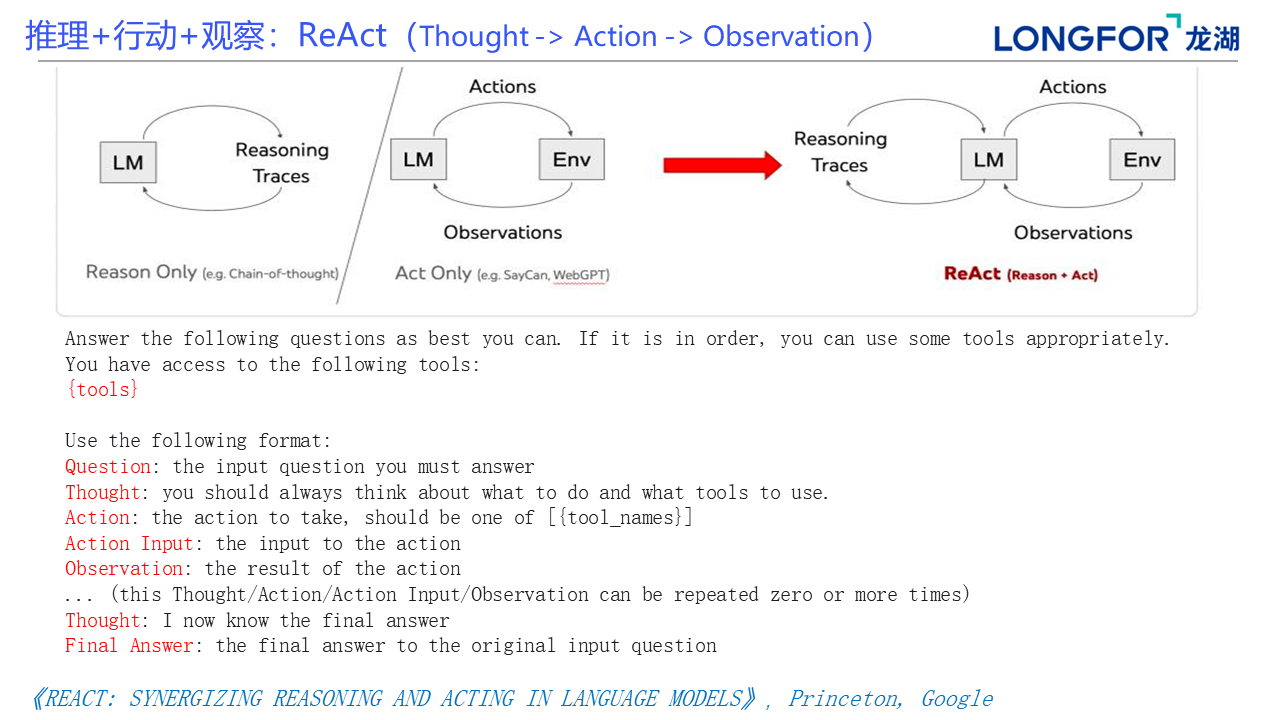 推理+行动+观察：ReAct（Thought -> Action -> Observation）
LONGFOR 龙湖
Actions
LM
Reasoning
Traces
Reason Only (e.g. Chain-of-thought)
LM
Env
Observations
Act Only (e.g. SayCan, WebGPT)
Actions
Reasoning
Traces
LM
Env
Observations
ReAct (Reason + Act)
Answer the following questions as best you can. If it is in order, you can use some tools appropriately.
You have access to the following tools:
{tools}
Use the following format:
Question: the input question you must answer
Thought: you should always think about what to do and what tools to use.
Action: the action to take, should be one of [{tool_names}]
Action Input: the input to the action
Observation: the result of the action
... (this Thought/Action/Action Input/Observation can be repeated zero or more times)
Thought: I now know the final answer
Final Answer: the final answer to the original input question
《REACT: SYNERGIZING REASONING AND ACTING IN LANGUAGE MODELS》, Princeton, Google